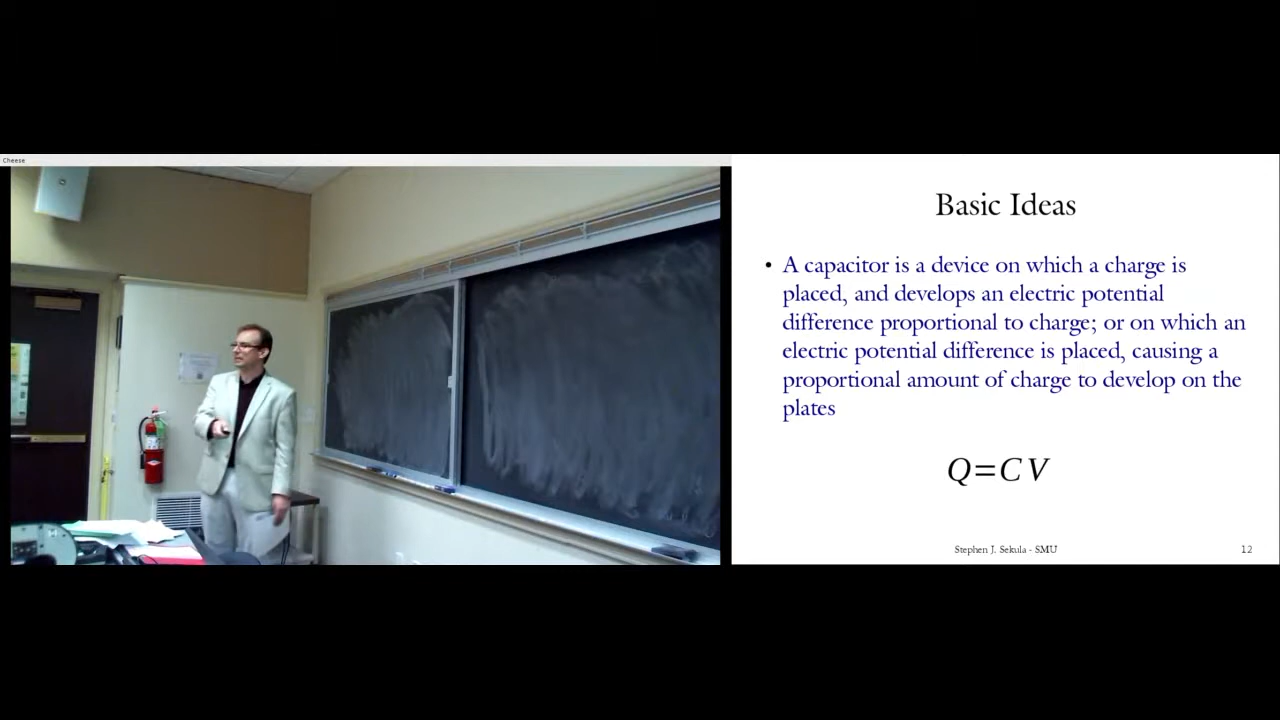 Cheese
Basic Ideas
• A capacitor is a device on which a charge is
placed, and develops an electric potential
difference proportional to charge; or on which an
electric potential difference is placed, causing a
proportional amount of charge to develop on the
plates
Q=CV
Stephen J. Sekula - SMU
12